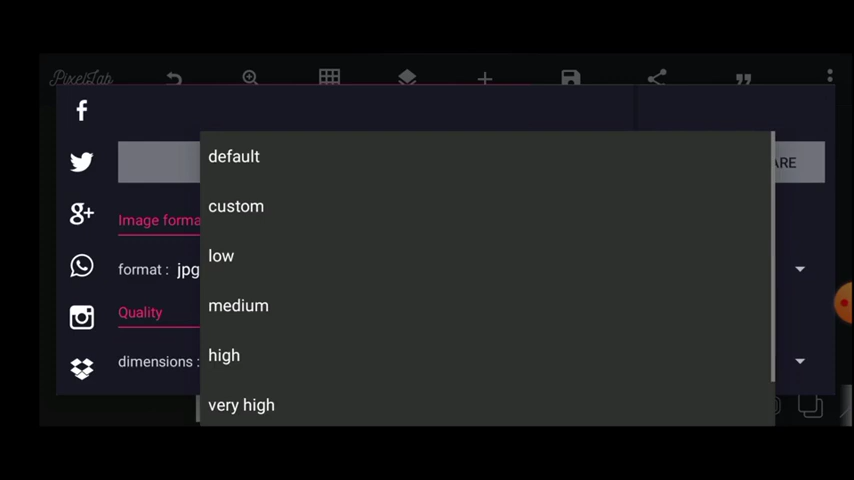 PixelLab
default
ARE
custom
Image forma
low
format : jpg
medium
Quality
high
dimensions :
very high